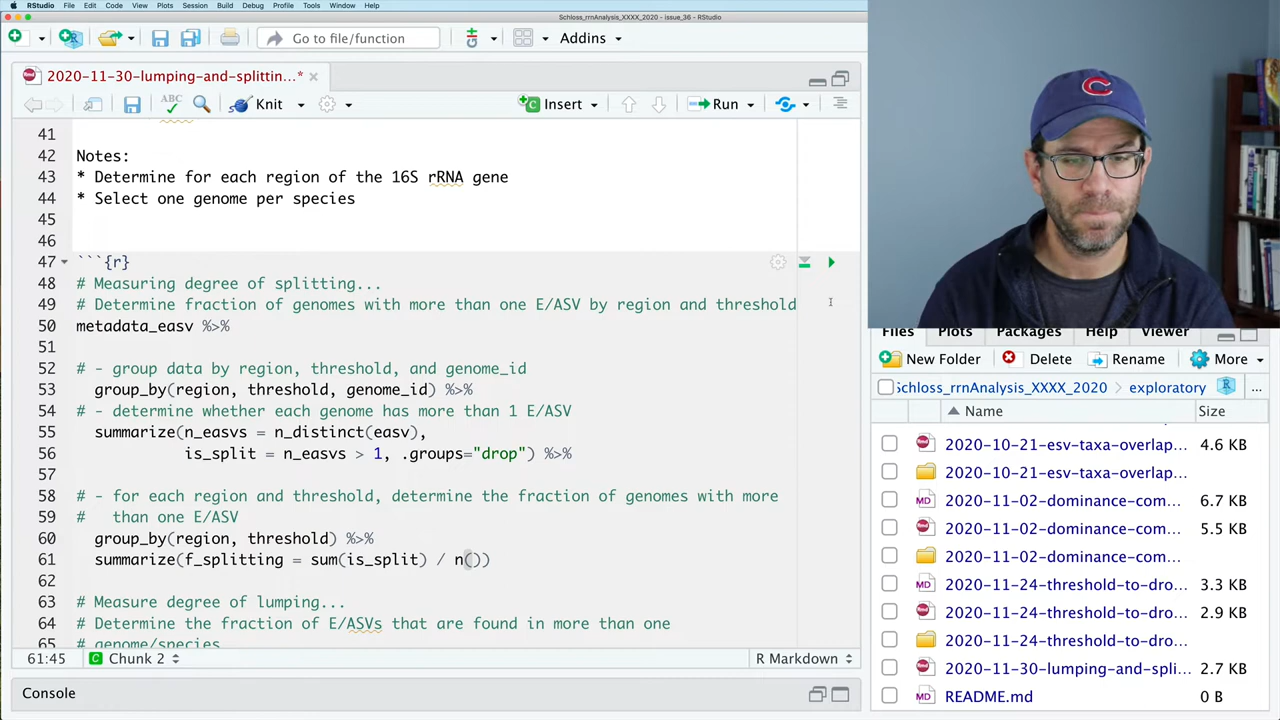 RStudio File Edit Code View Plots Session Build Debug Profile Tools Window Help
Schloss_rrnAnalysis_XXXX_2020 - issue_36 - RStudio
Go to file/function Addins
2020-11-30-lumping-and-splittin...*
ABC Knit Insert Run
41
42 Notes:
43 * Determine for each region of the 16S rRNA gene
44 * Select one genome per species
45
46
47 ```{r}
48 # Measuring degree of splitting...
49 # Determine fraction of genomes with more than one E/ASV by region and threshold
50 metadata_easv %>%
51
52 # - group data by region, threshold, and genome_id
53 group_by(region, threshold, genome_id) %>%
54 # - determine whether each genome has more than 1 E/ASV
55 summarize(n_easvs = n_distinct(easv),
56 is_split = n_easvs > 1, .groups="drop") %>%
57
58 # - for each region and threshold, determine the fraction of genomes with more
59 # than one E/ASV
60 group_by(region, threshold) %>%
61 summarize(f_splitting = sum(is_split) / n())
62
63 # Measure degree of lumping...
64 # Determine the fraction of E/ASVs that are found in more than one
65 # genome/species
61:45 Chunk 2 R Markdown
Console
Files Plots Packages Help Viewer
New Folder Delete Rename More
Schloss_rrnAnalysis_XXXX_2020 exploratory ...
Name Size
2020-10-21-esv-taxa-overlap... 4.6 KB
2020-10-21-esv-taxa-overlap...
2020-11-02-dominance-com... 6.7 KB
2020-11-02-dominance-com... 5.5 KB
2020-11-02-dominance-com...
2020-11-24-threshold-to-dro... 3.3 KB
2020-11-24-threshold-to-dro... 2.9 KB
2020-11-24-threshold-to-dro...
2020-11-30-lumping-and-spli... 2.7 KB
README.md 0 B